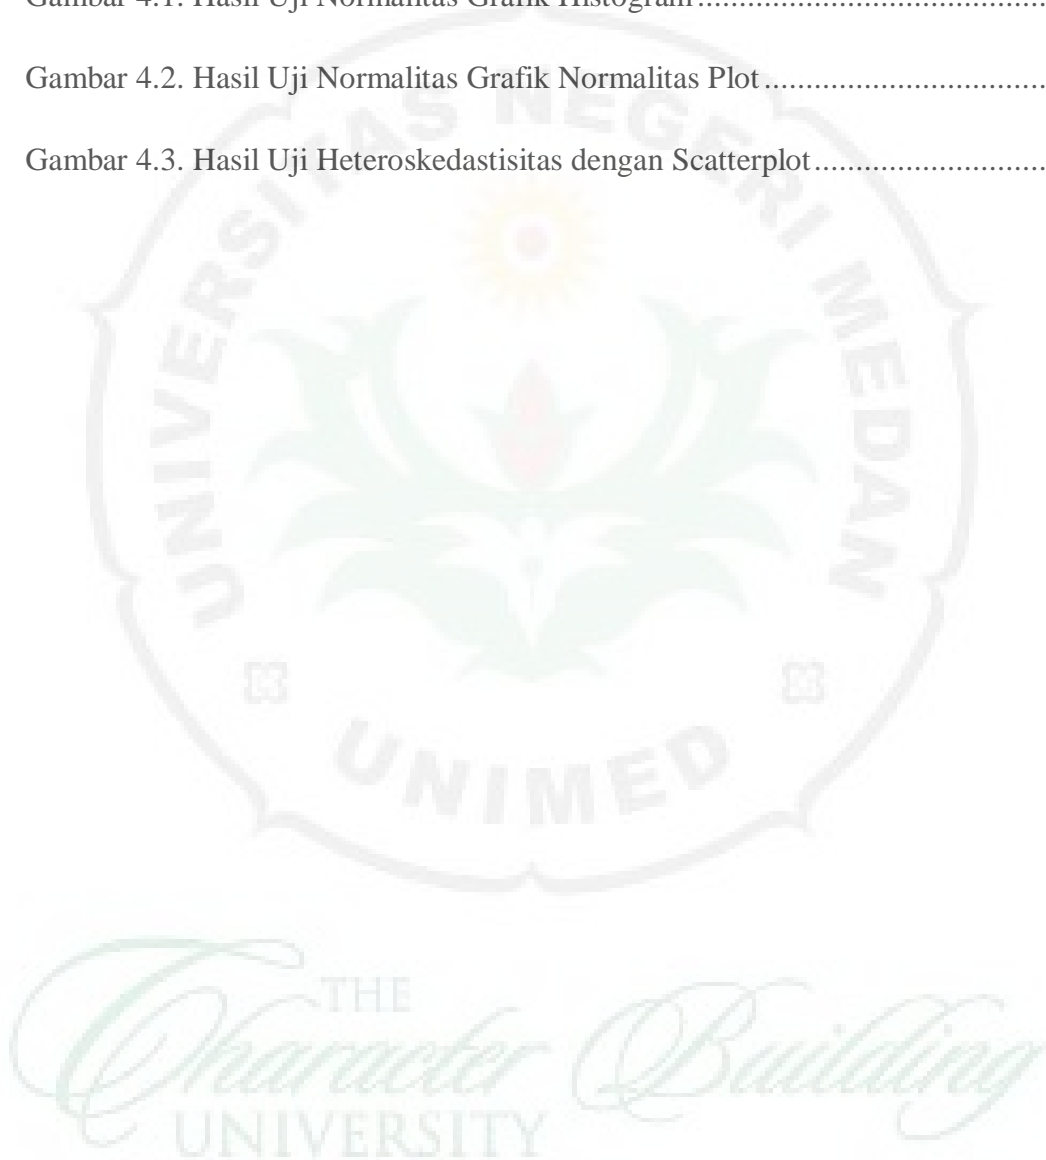 Gambar 4.1. Hasil Uji Normalitas Grafik Histogram........................................
Gambar 4.2. Hasil Uji Normalitas Grafik Normalitas Plot..................................
Gambar 4.3. Hasil Uji Heteroskedastisitas dengan Scatterplot............................
UNIVERSITAS NEGERI MEDAN
UNIMED
THE
Character Building
UNIVERSITY